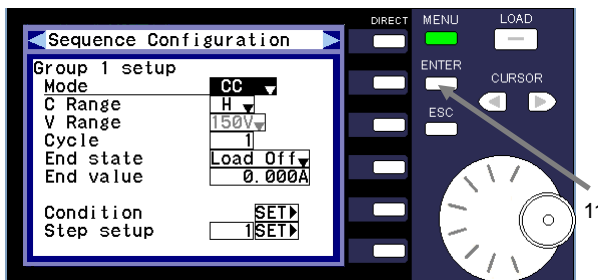 DIRECT MENU LOAD
Sequence Configuration
Group 1 setup
Mode CC
C Range H
V Range 150V
Cycle 1
End state Load Off
End value 0.000A
Condition SET
Step setup 1 SET
ENTER
CURSOR
ESC